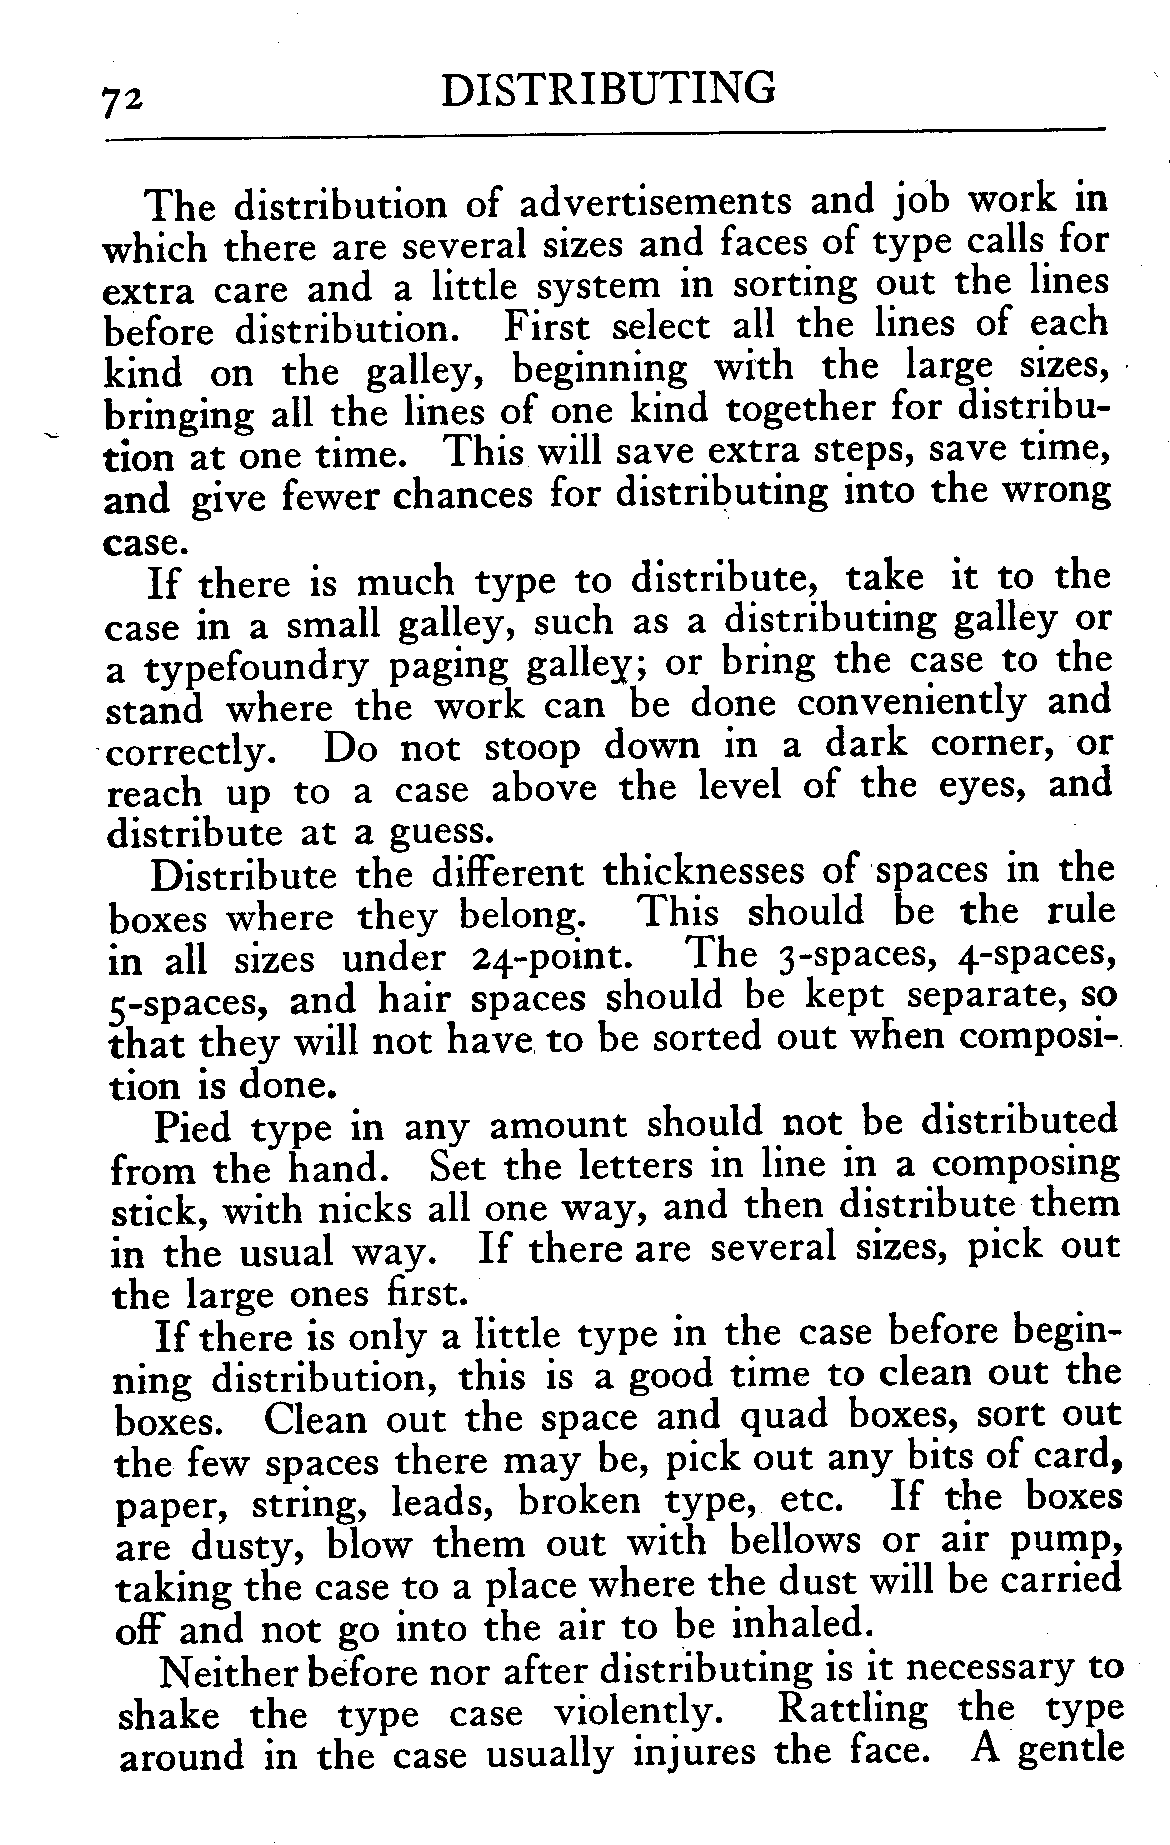 72 DISTRIBUTING
The distribution of advertisements and job work in
which there are several sizes and faces of type calls for
extra care and a little system in sorting out the lines
before distribution. First select all the lines of each
kind on the galley, beginning with the large sizes,
bringing all the lines of one kind together for distribu-
tion at one time. This will save extra steps, save time,
and give fewer chances for distributing into the wrong
case.
If there is much type to distribute, take it to the
case in a small galley, such as a distributing galley or
a typefoundry paging galley; or bring the case to the
stand where the work can be done conveniently and
correctly. Do not stoop down in a dark corner, or
reach up to a case above the level of the eyes, and
distribute at a guess.
Distribute the different thicknesses of spaces in the
boxes where they belong. This should be the rule
in all sizes under 24-point. The 3-spaces, 4-spaces,
5-spaces, and hair spaces should be kept separate, so
that they will not have to be sorted out when composi-
tion is done.
Pied type in any amount should not be distributed
from the hand. Set the letters in line in a composing
stick, with nicks all one way, and then distribute them
in the usual way. If there are several sizes, pick out
the large ones first.
If there is only a little type in the case before begin-
ning distribution, this is a good time to clean out the
boxes. Clean out the space and quad boxes, sort out
the few spaces there may be, pick out any bits of card,
paper, string, leads, broken type, etc. If the boxes
are dusty, blow them out with bellows or air pump,
taking the case to a place where the dust will be carried
off and not go into the air to be inhaled.
Neither before nor after distributing is it necessary to
shake the type case violently. Rattling the type
around in the case usually injures the face. A gentle